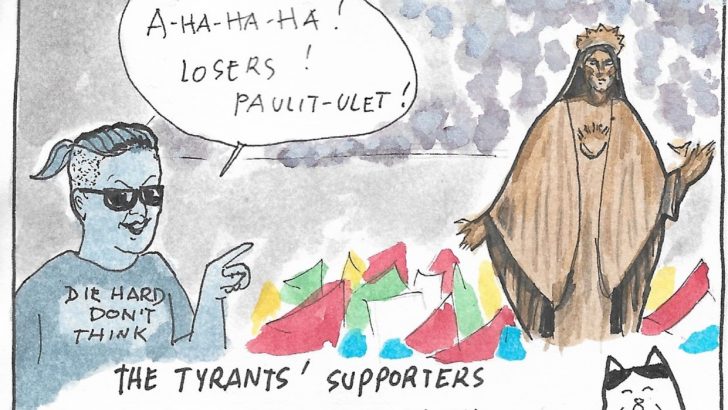 A-HA-HA-HA!
LOSERS!
PAULIT-ULET!
DIE HARD
DON'T
THINK
THE TYRANTS' SUPPORTERS